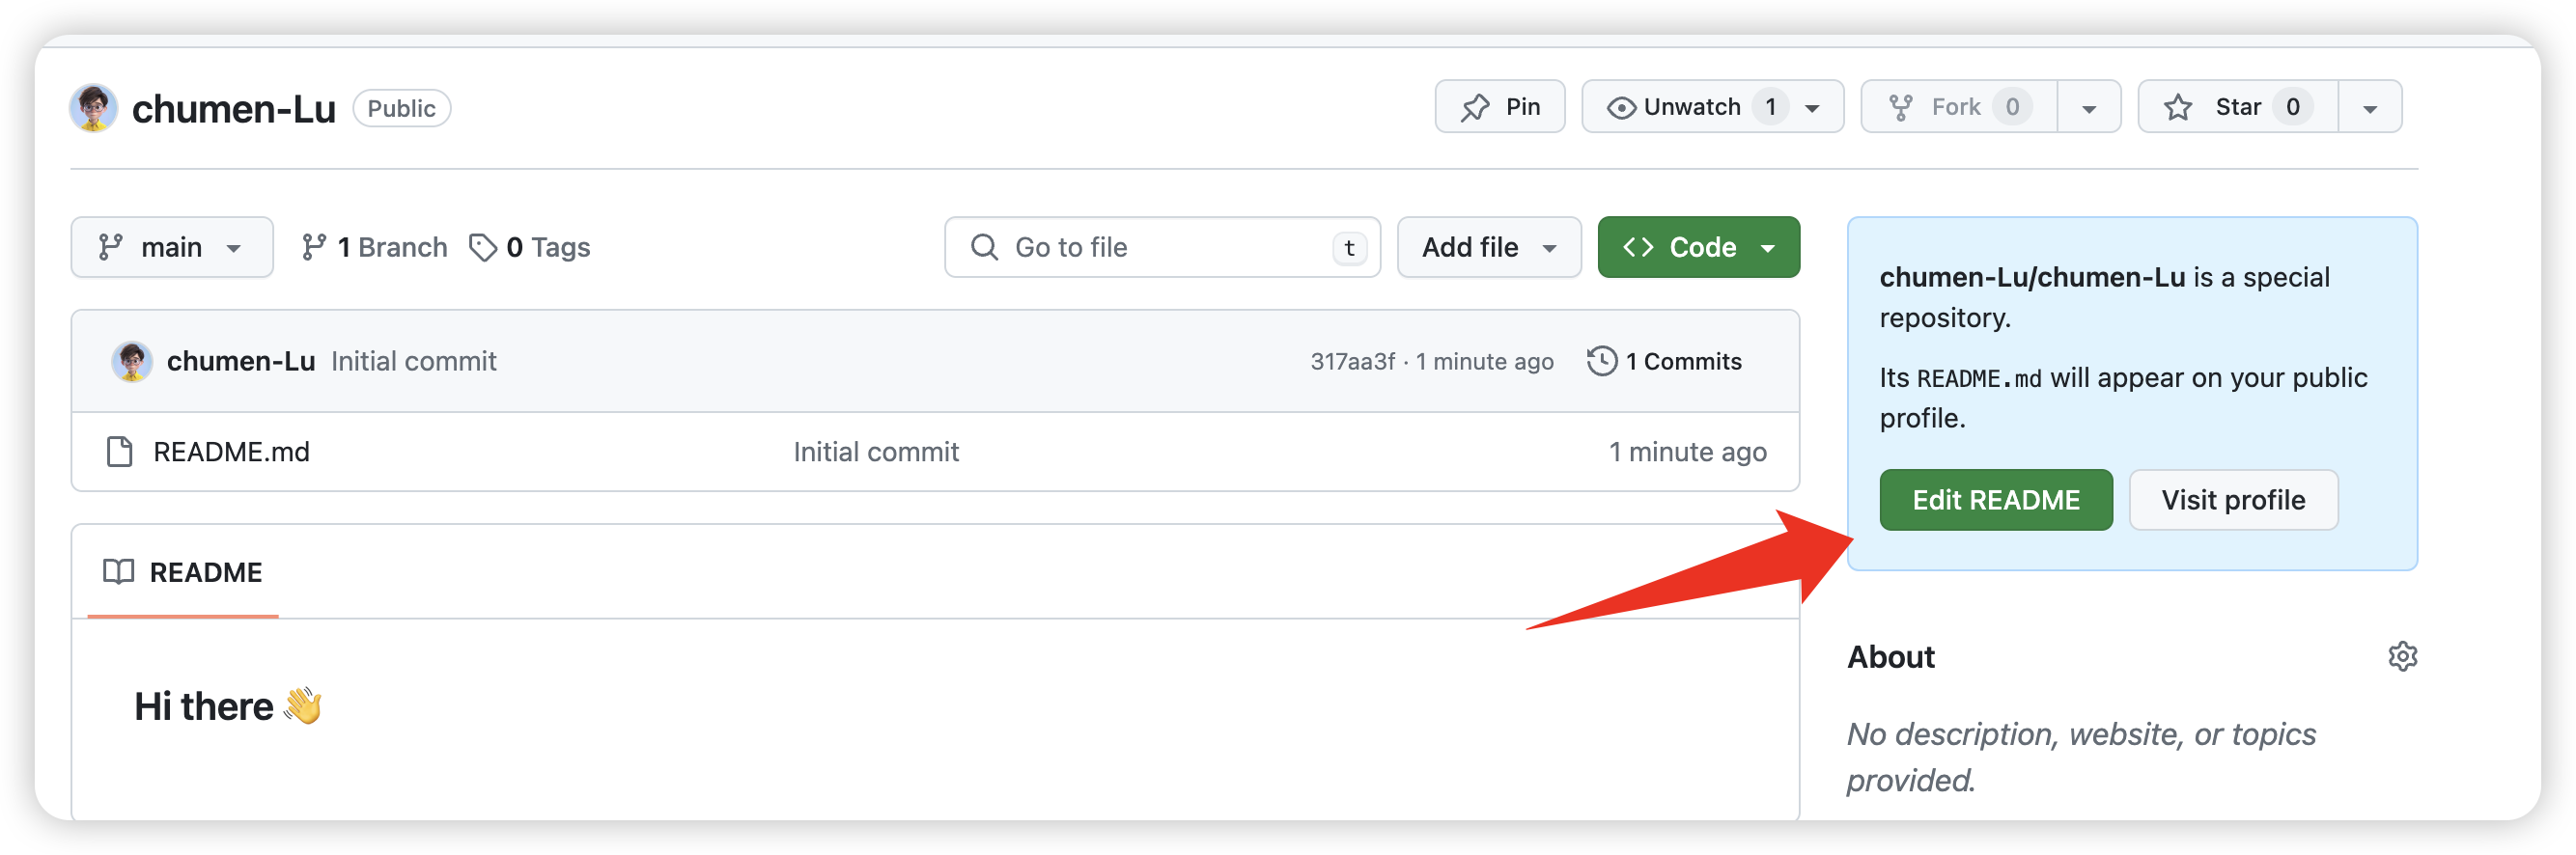 chumen-Lu Public
Pin
Unwatch 1
Fork 0
Star 0
main
1 Branch
0 Tags
Go to file t
Add file
Code
chumen-Lu Initial commit
317aa3f · 1 minute ago
1 Commits
README.md Initial commit 1 minute ago
README
Hi there 👋
chumen-Lu/chumen-Lu is a special
repository.
Its README.md will appear on your public
profile.
Edit README
Visit profile
About
No description, website, or topics
provided.